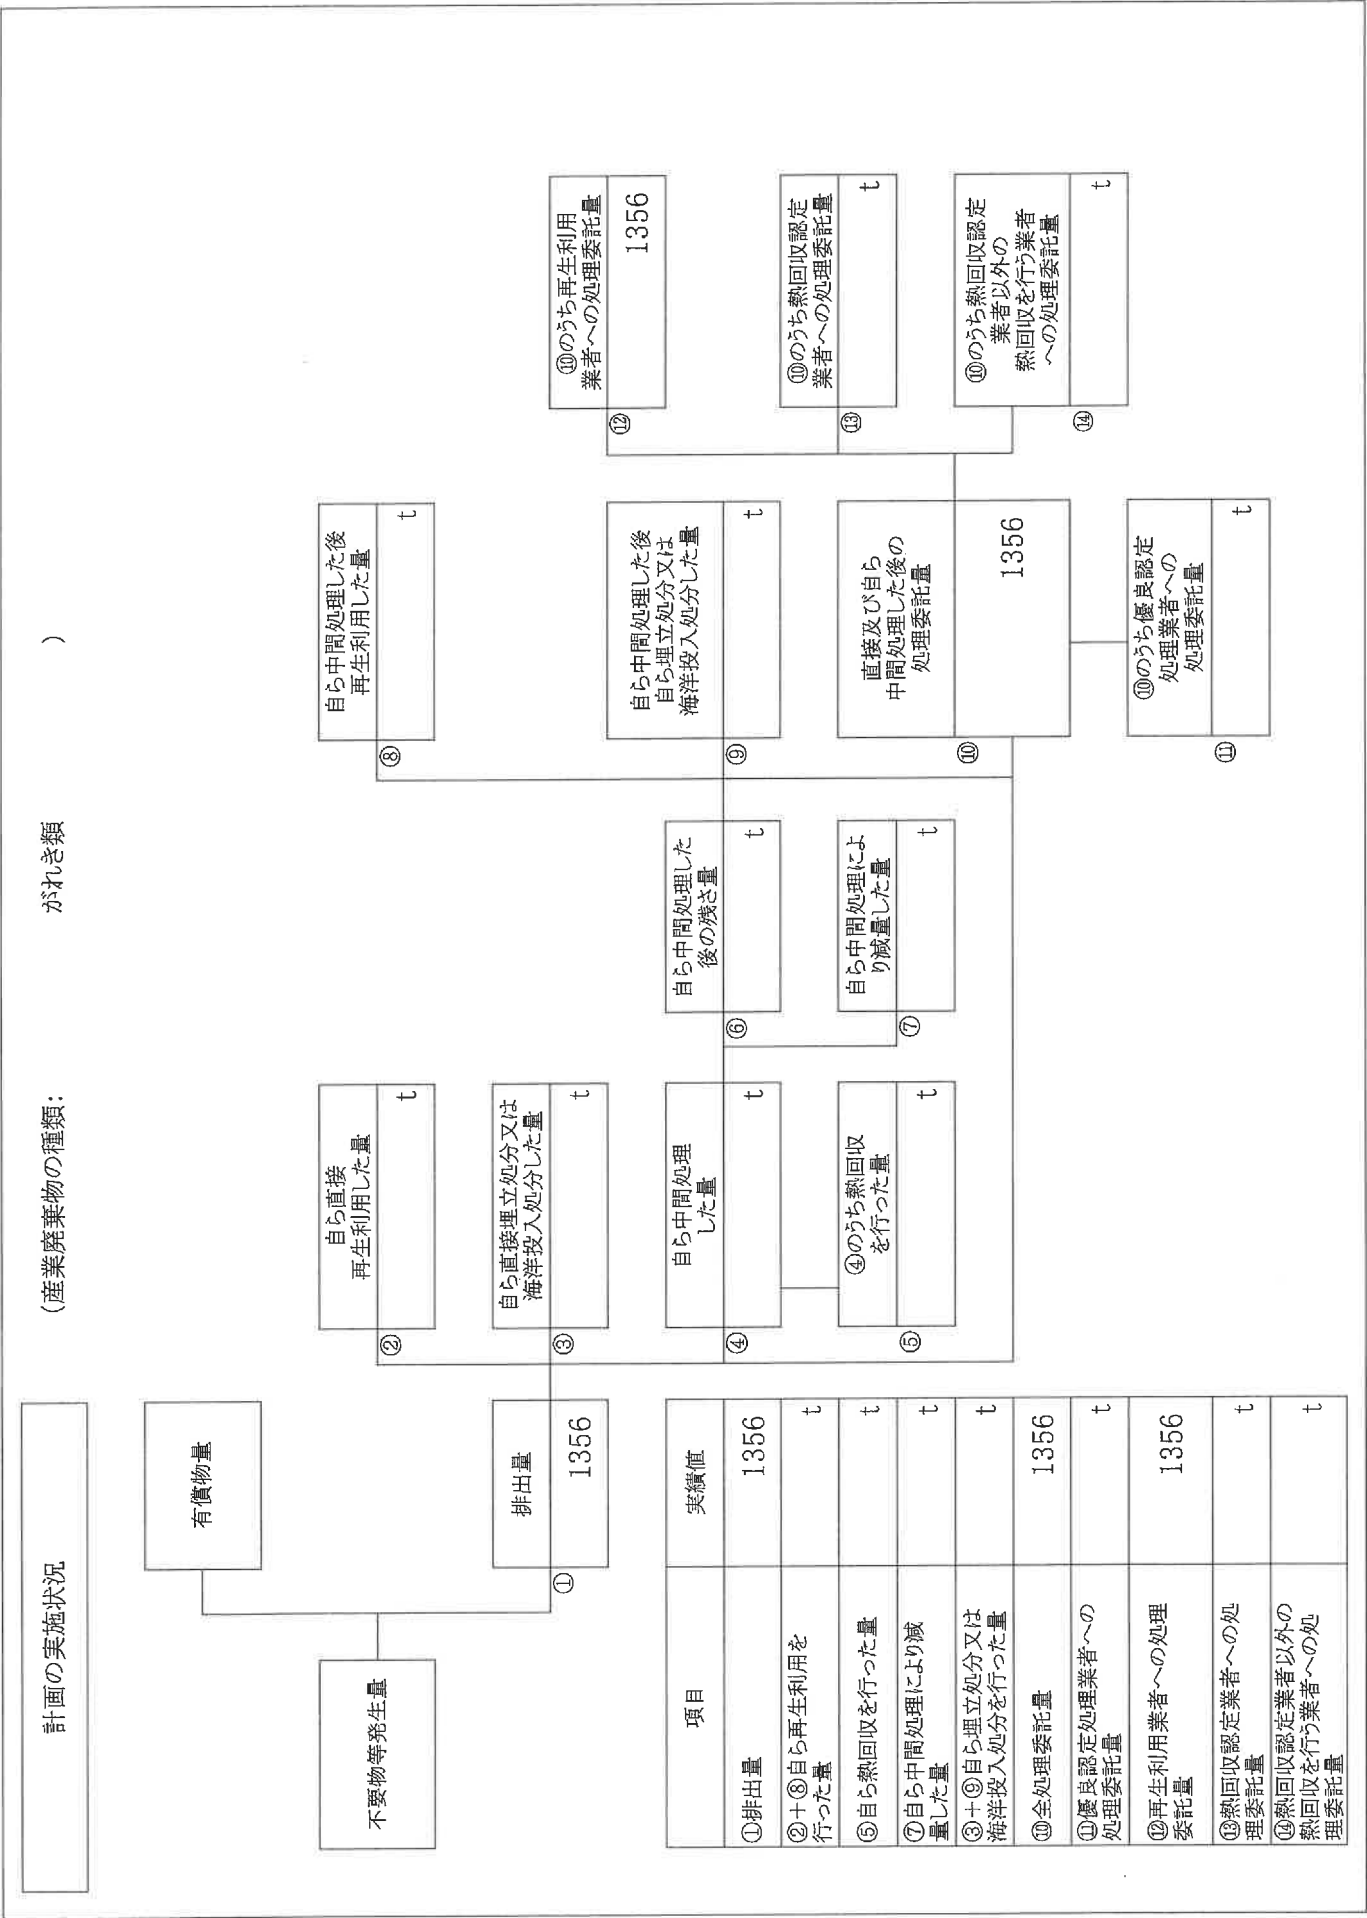 計画の実施状況
(産業廃棄物の種類:
がれき類
)
不要物等発生量
有償物量
排出量
①
1356
自ら直接
再生利用した量
②
t
自ら直接埋立処分又は
海洋投入処分した量
③
t
自ら中間処理
した量
④
t
④のうち熱回収
を行った量
⑤
t
自ら中間処理した
後の残さ量
⑥
t
自ら中間処理によ
り減量した量
⑦
t
自ら中間処理した後
再生利用した量
⑧
t
自ら中間処理した後
自ら埋立処分又は
海洋投入処分した量
⑨
t
直接及び自ら
中間処理した後の
処理委託量
⑩
1356
⑩のうち優良認定
処理業者への
処理委託量
⑪
t
⑩のうち再生利用
業者への処理委託量
⑫
1356
⑩のうち熱回収認定
業者への処理委託量
⑬
t
⑩のうち熱回収認定
業者以外の
熱回収を行う業者
への処理委託量
⑭
t
項目
実績値
①排出量
1356
②+⑧自ら再生利用を
行った量
t
⑤自ら熱回収を行った量
t
⑦自ら中間処理により減
量した量
t
③+⑨自ら埋立処分又は
海洋投入処分を行った量
t
⑩全処理委託量
1356
⑪優良認定処理業者への
処理委託量
t
⑫再生利用業者への処理
委託量
1356
⑬熱回収認定業者への処
理委託量
t
⑭熱回収認定業者以外の
熱回収を行う業者への処
理委託量
t